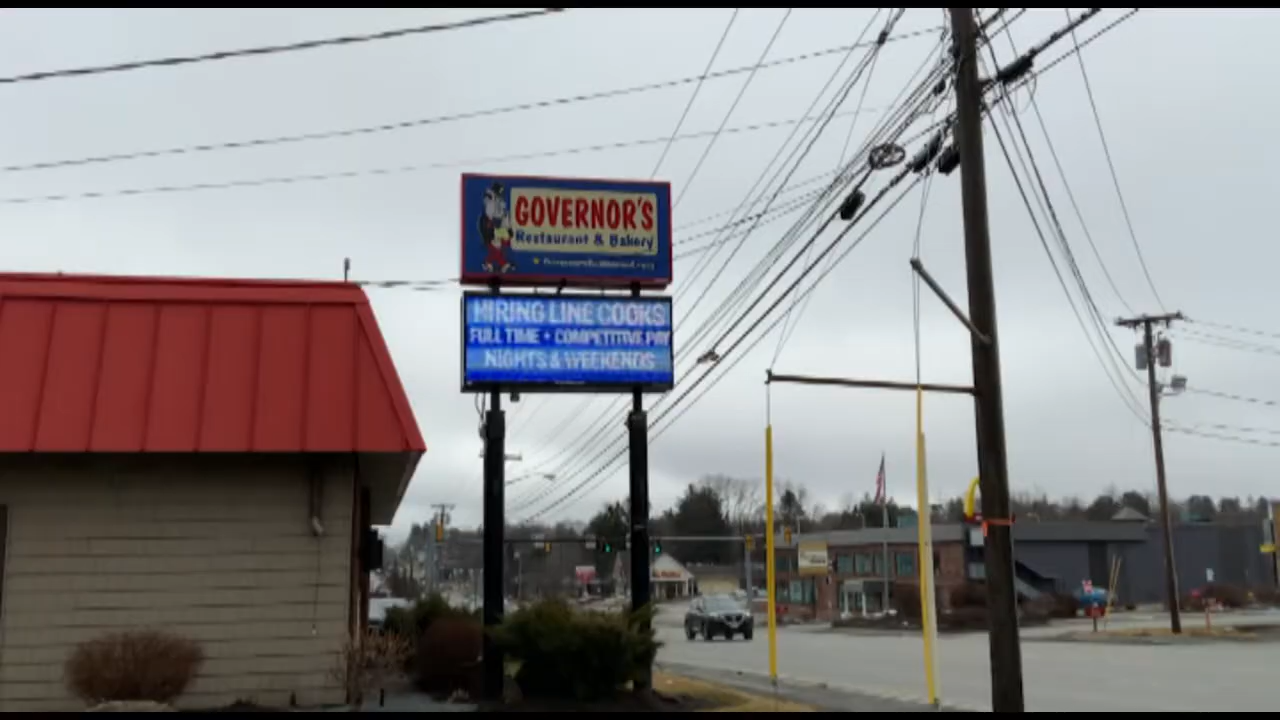 GOVERNOR'S
Restaurant & Bakery
HIRING LINE COOKS
FULL TIME • COMPETITIVE PAY
NIGHTS & WEEKENDS